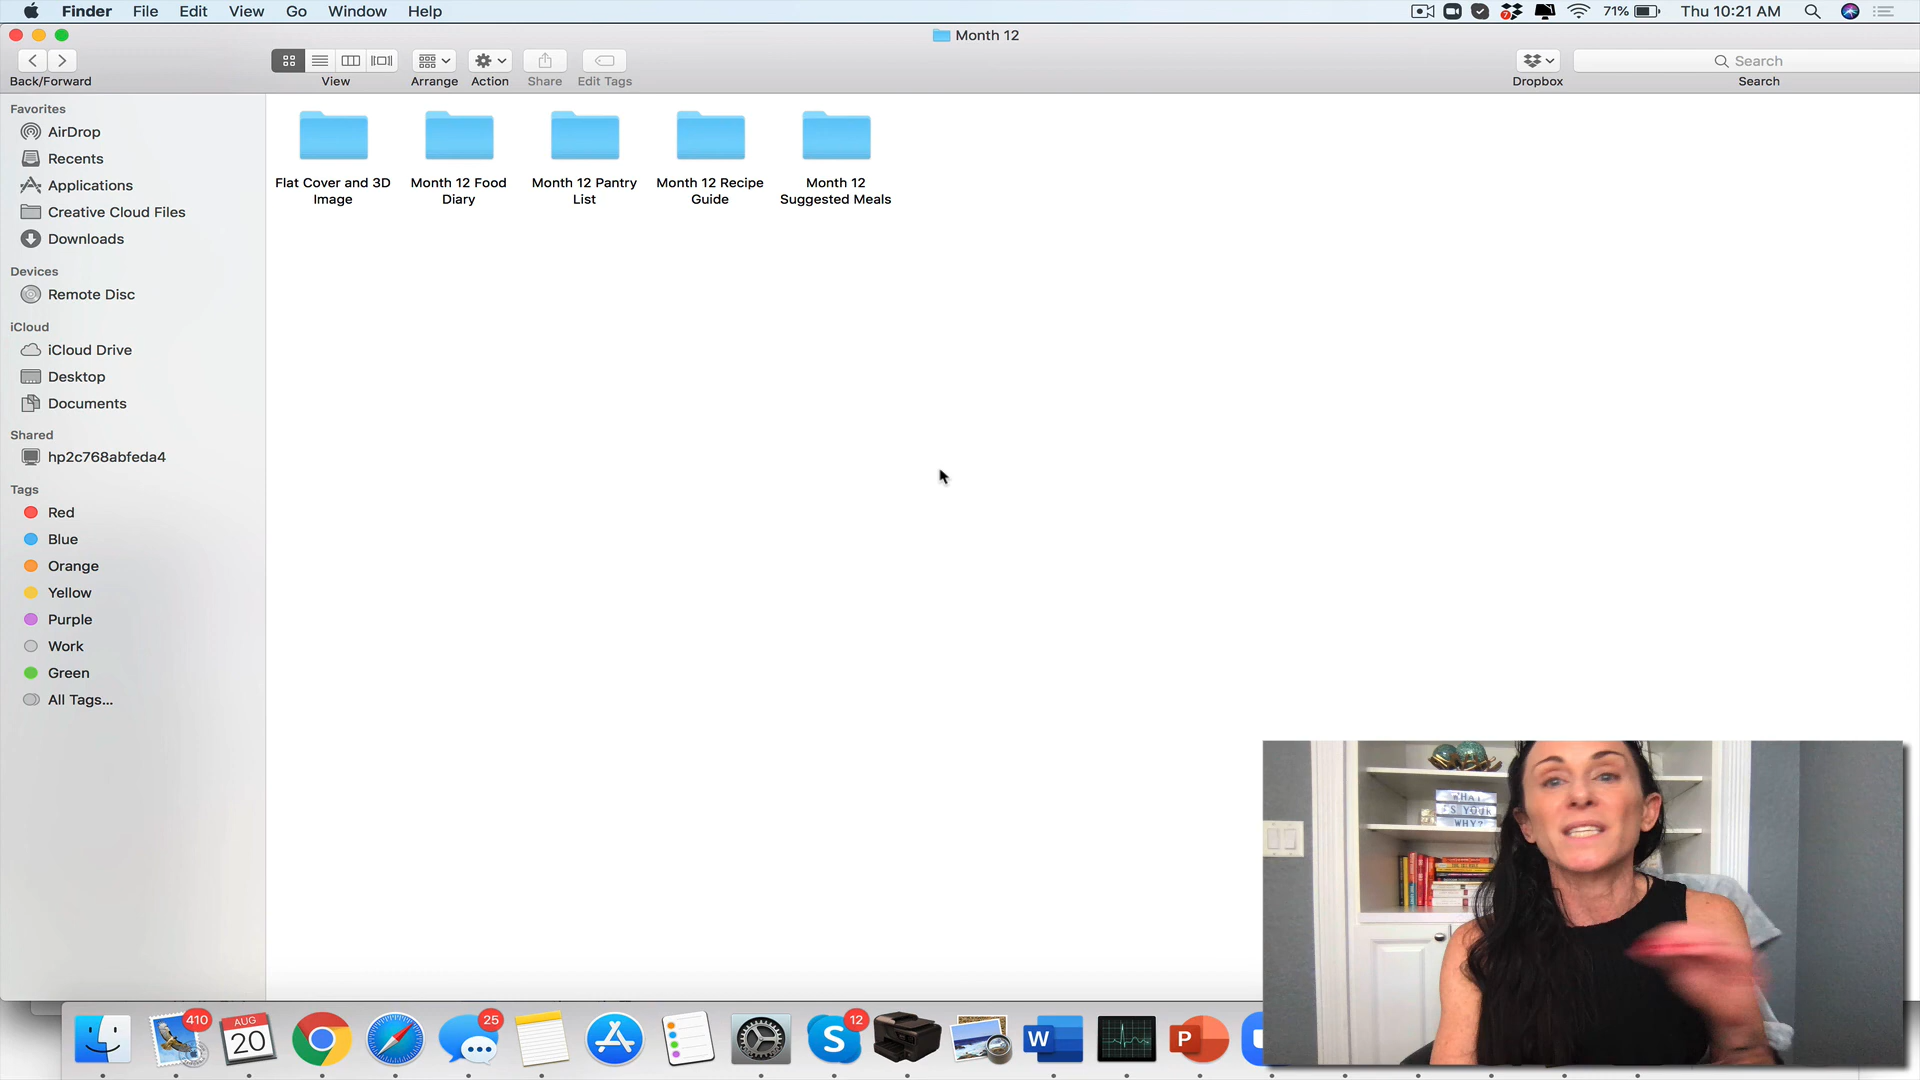 Finder File Edit View Go Window Help
7
71% Thu 10:21 AM
Month 12
Back/Forward
View
Arrange
Action
Share
Edit Tags
Dropbox
Search
Search
Favorites
AirDrop
Recents
Applications
Creative Cloud Files
Downloads
Devices
Remote Disc
iCloud
iCloud Drive
Desktop
Documents
Shared
hp2c768abfeda4
Tags
Red
Blue
Orange
Yellow
Purple
Work
Green
All Tags...
Flat Cover and 3D
Image
Month 12 Food
Diary
Month 12 Pantry
List
Month 12 Recipe
Guide
Month 12
Suggested Meals
WHAT
IS YOUR
WHY?
410
AUG
20
25
S
12
W
P